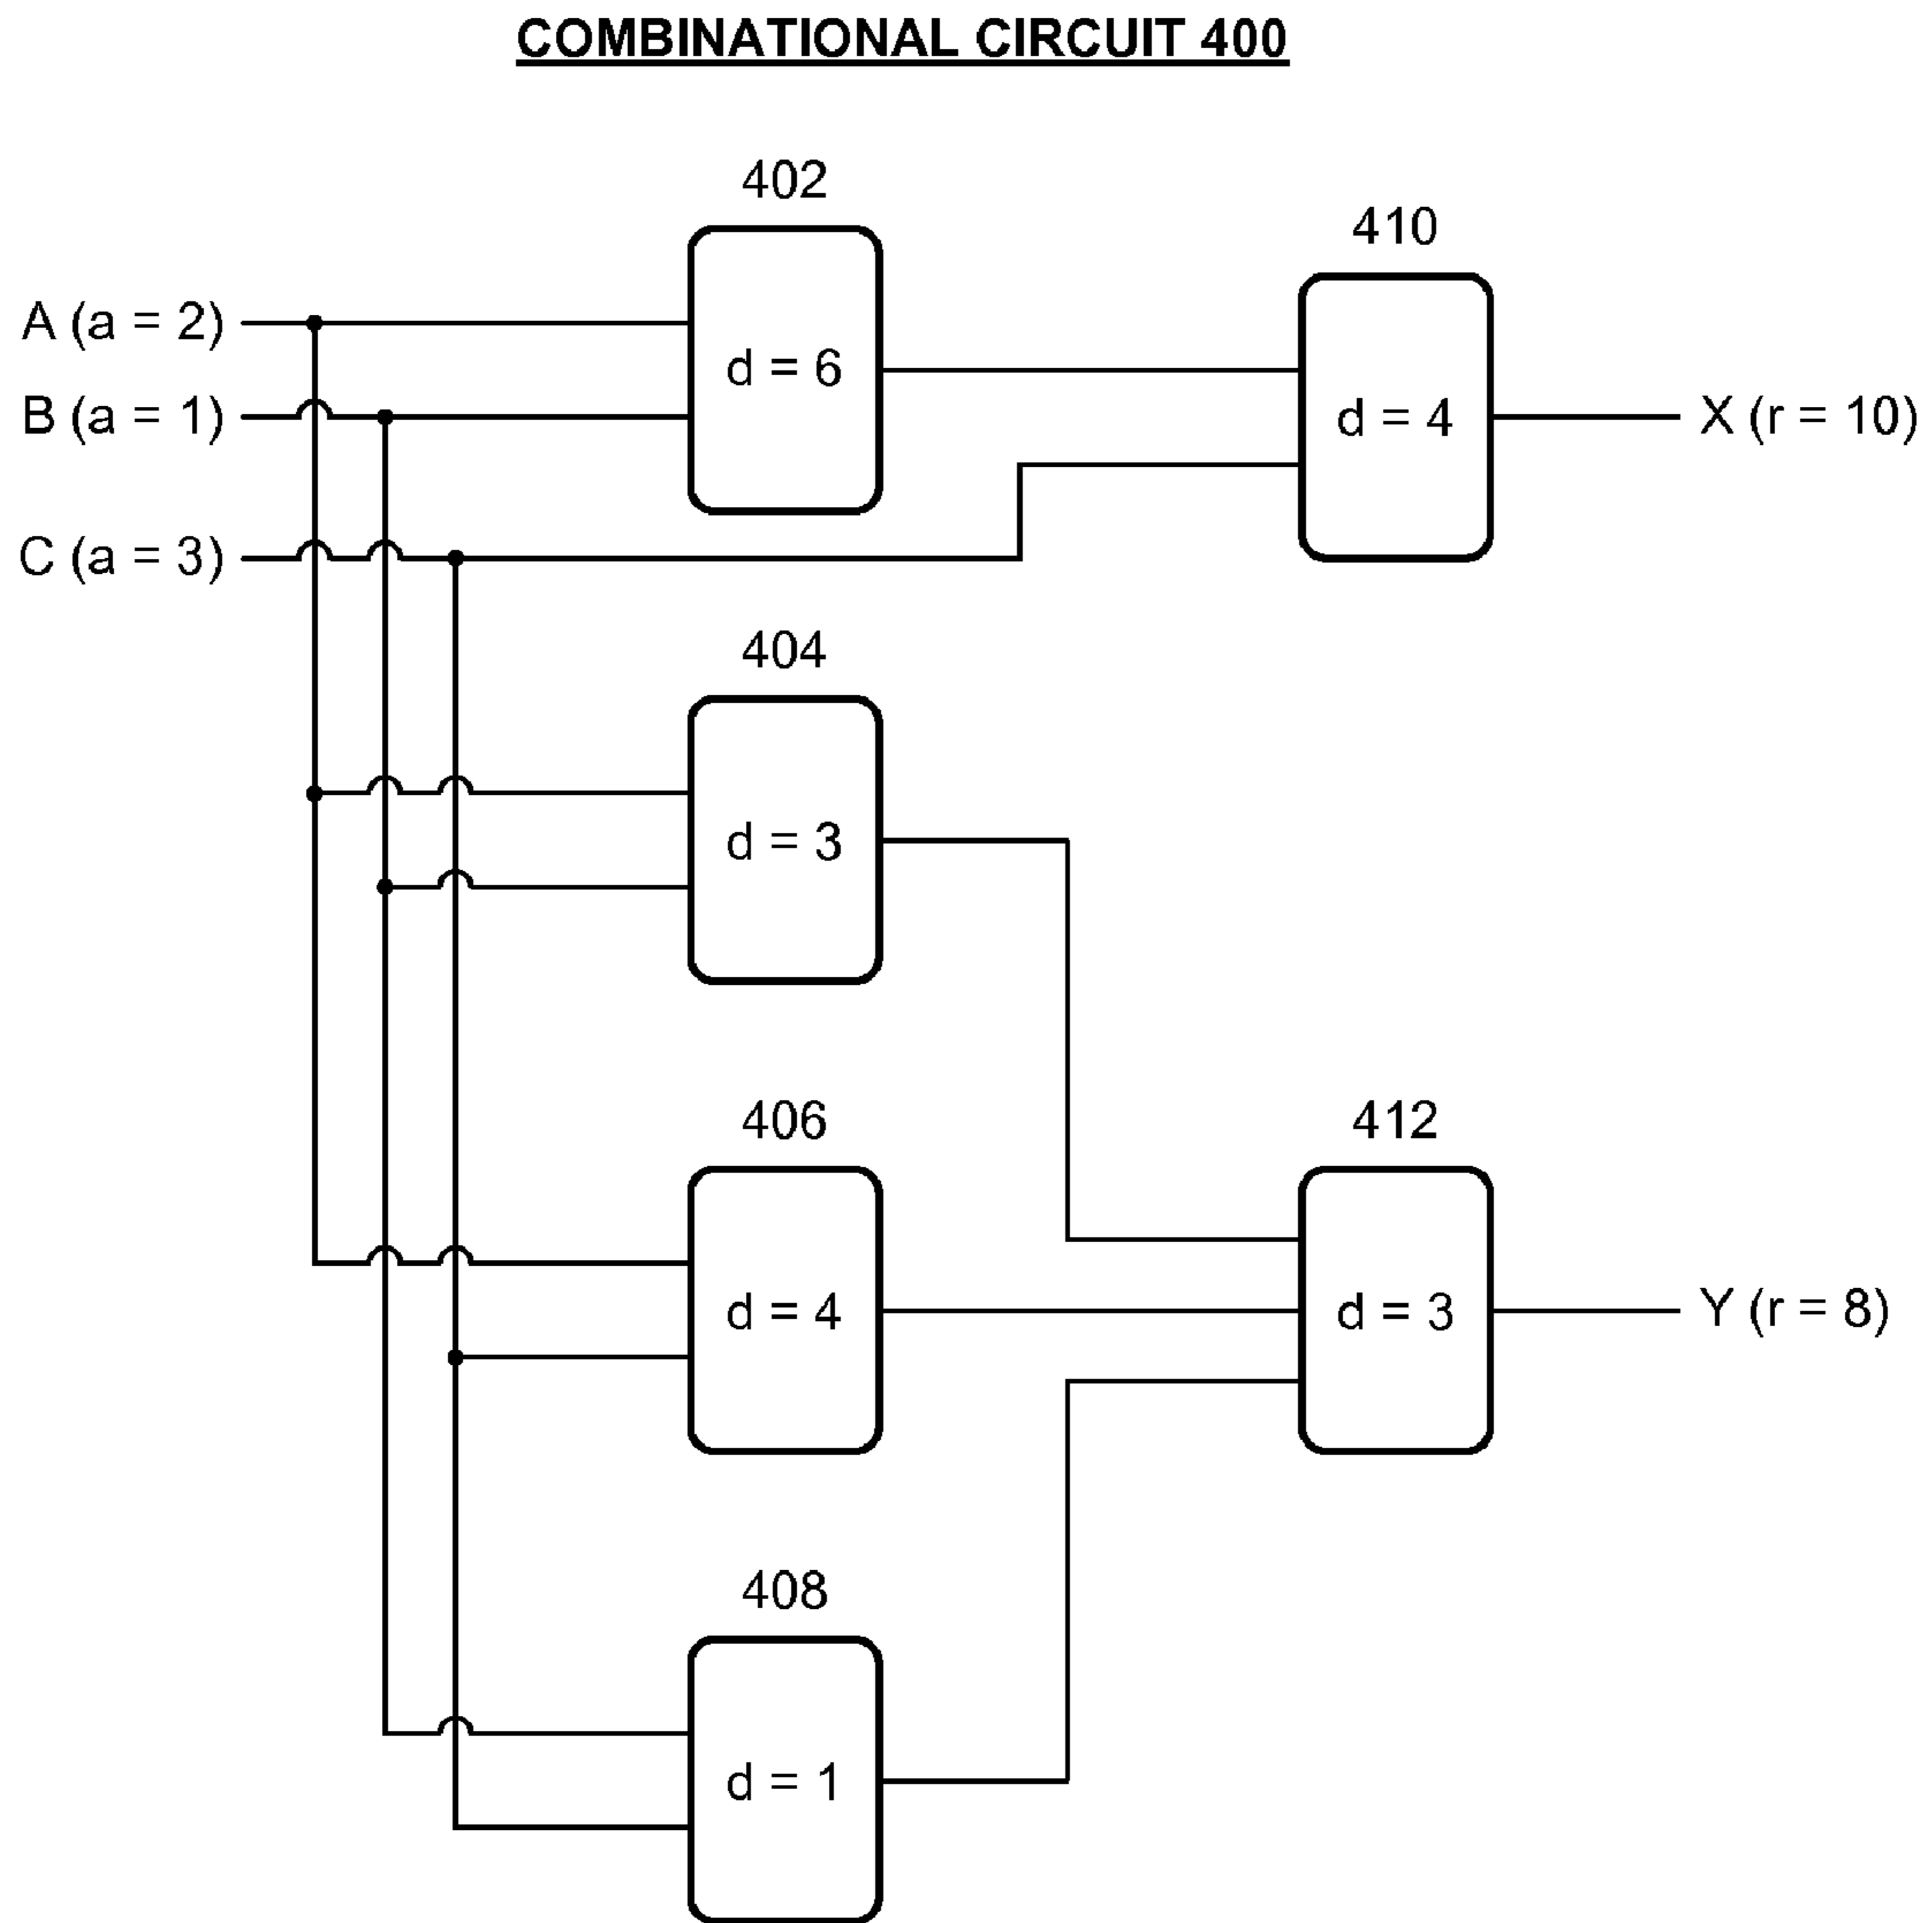 COMBINATIONAL CIRCUIT 400
402
410
A (a = 2)
d = 6
B (a = 1)
d = 4
X (r = 10)
C (a = 3)
404
d = 3
406
412
d = 4
d = 3
Y (r = 8)
408
d = 1